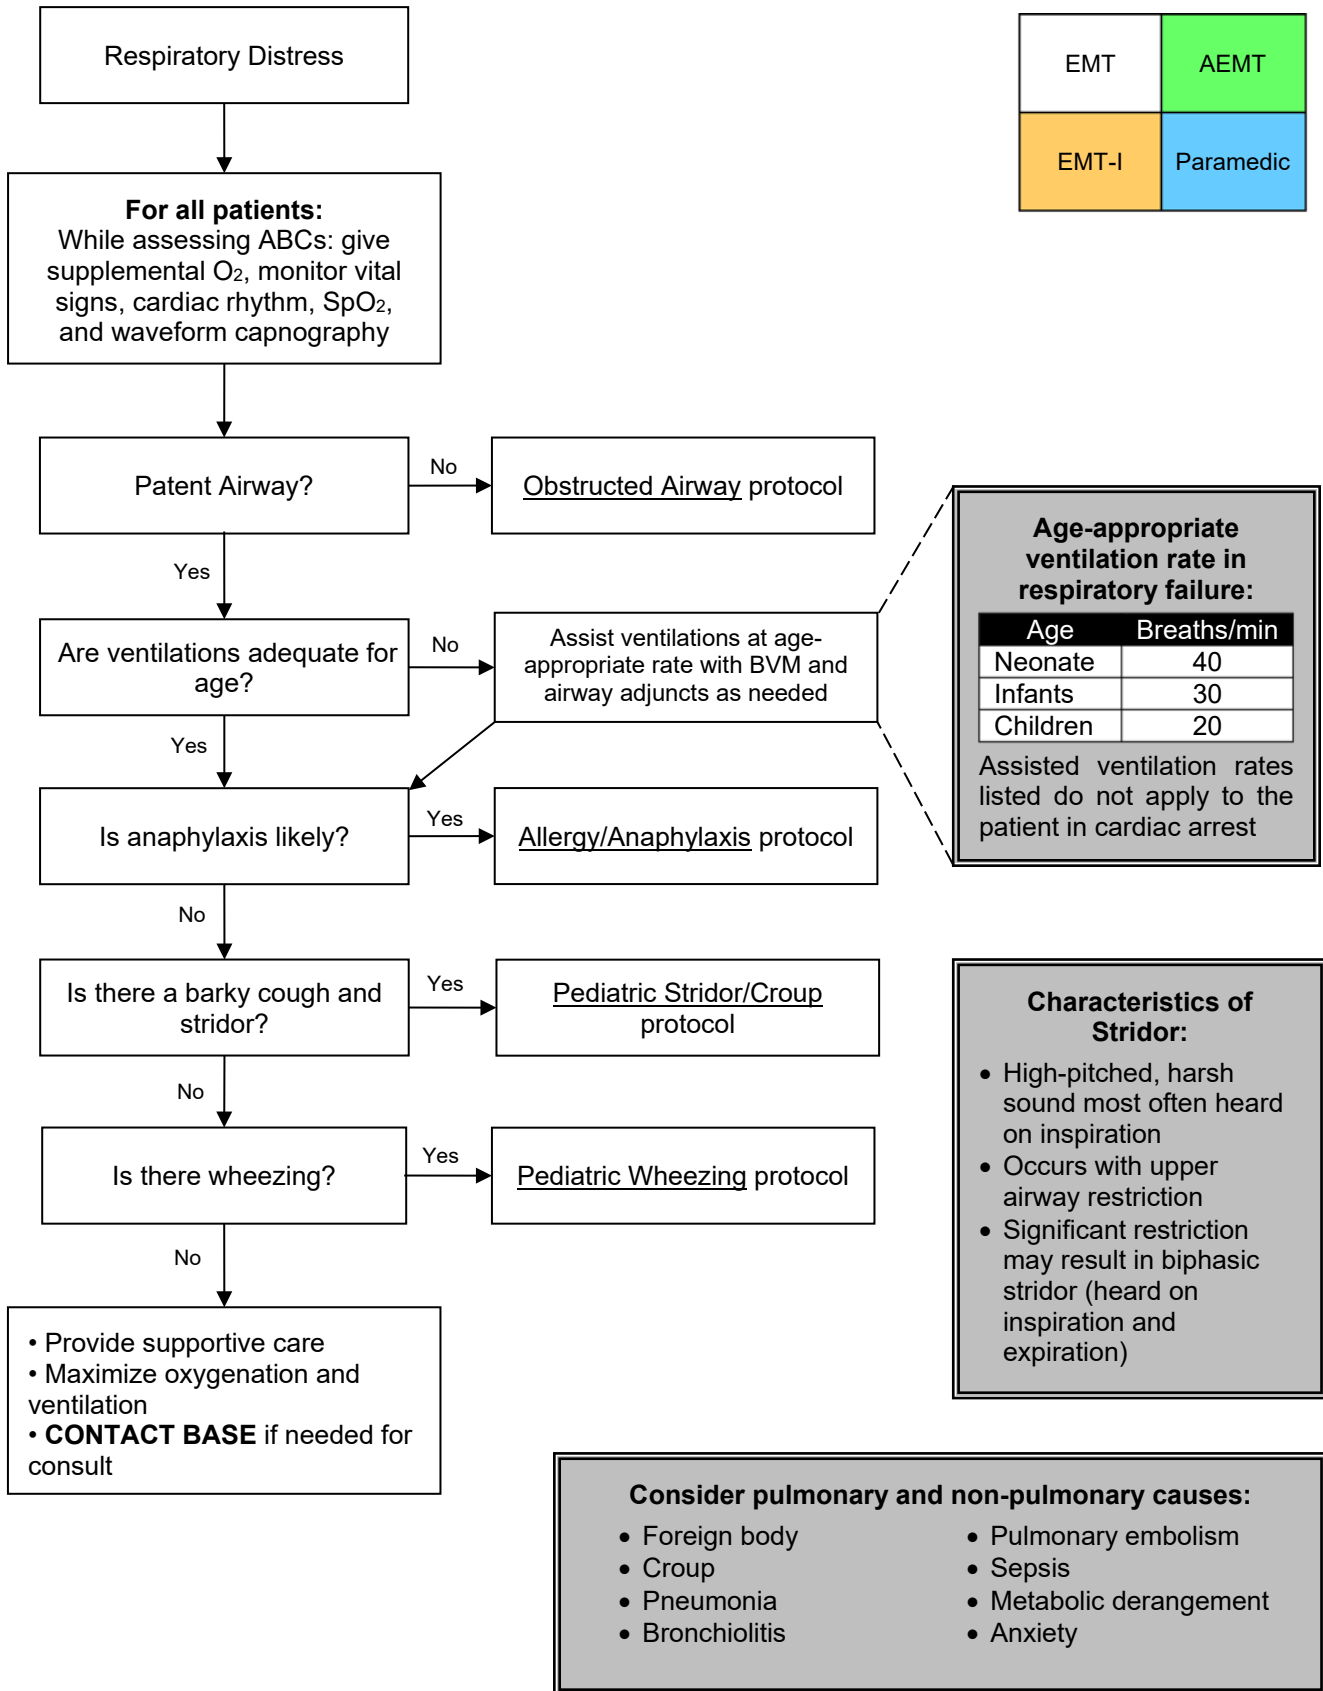 Respiratory Distress
EMT
AEMT
EMT-I
Paramedic
For all patients:
While assessing ABCs: give
supplemental O2, monitor vital
signs, cardiac rhythm, SpO2,
and waveform capnography
Patent Airway?
No
Obstructed Airway protocol
Yes
Are ventilations adequate for
age?
No
Assist ventilations at age-
appropriate rate with BVM and
airway adjuncts as needed
Age-appropriate
ventilation rate in
respiratory failure:
Age Breaths/min
Neonate 40
Infants 30
Children 20
Assisted ventilation rates
listed do not apply to the
patient in cardiac arrest
Yes
Is anaphylaxis likely?
Yes
Allergy/Anaphylaxis protocol
No
Is there a barky cough and
stridor?
Yes
Pediatric Stridor/Croup
protocol
Characteristics of
Stridor:
• High-pitched, harsh
sound most often heard
on inspiration
• Occurs with upper
airway restriction
• Significant restriction
may result in biphasic
stridor (heard on
inspiration and
expiration)
No
Is there wheezing?
Yes
Pediatric Wheezing protocol
No
• Provide supportive care
• Maximize oxygenation and
ventilation
• CONTACT BASE if needed for
consult
Consider pulmonary and non-pulmonary causes:
• Foreign body
• Croup
• Pneumonia
• Bronchiolitis
• Pulmonary embolism
• Sepsis
• Metabolic derangement
• Anxiety